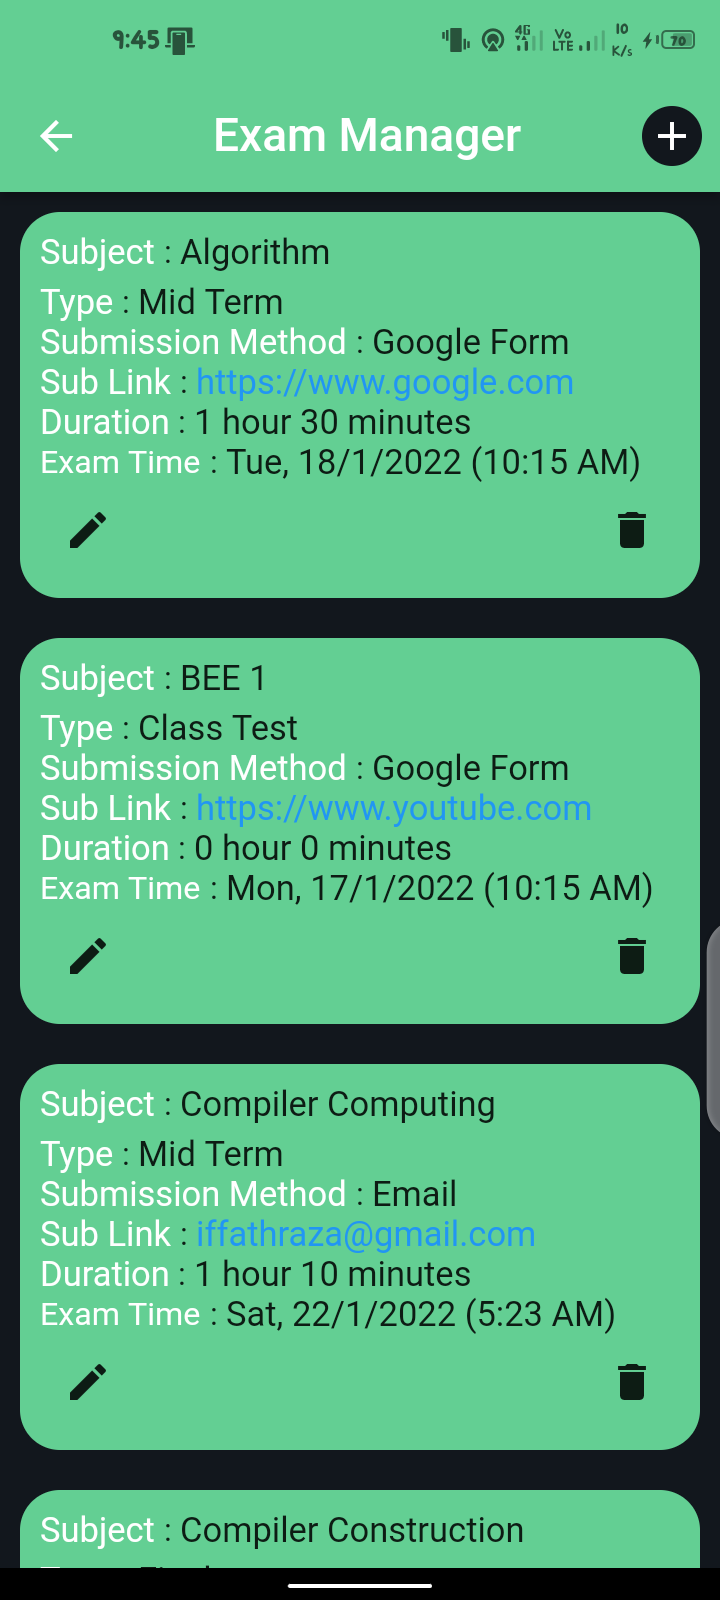 9:45
4G
Vo
LTE
10
K/s
70
Exam Manager
Subject : Algorithm
Type : Mid Term
Submission Method : Google Form
Sub Link : https://www.google.com
Duration : 1 hour 30 minutes
Exam Time : Tue, 18/1/2022 (10:15 AM)
Subject : BEE 1
Type : Class Test
Submission Method : Google Form
Sub Link : https://www.youtube.com
Duration : 0 hour 0 minutes
Exam Time : Mon, 17/1/2022 (10:15 AM)
Subject : Compiler Computing
Type : Mid Term
Submission Method : Email
Sub Link : iffathraza@gmail.com
Duration : 1 hour 10 minutes
Exam Time : Sat, 22/1/2022 (5:23 AM)
Subject : Compiler Construction